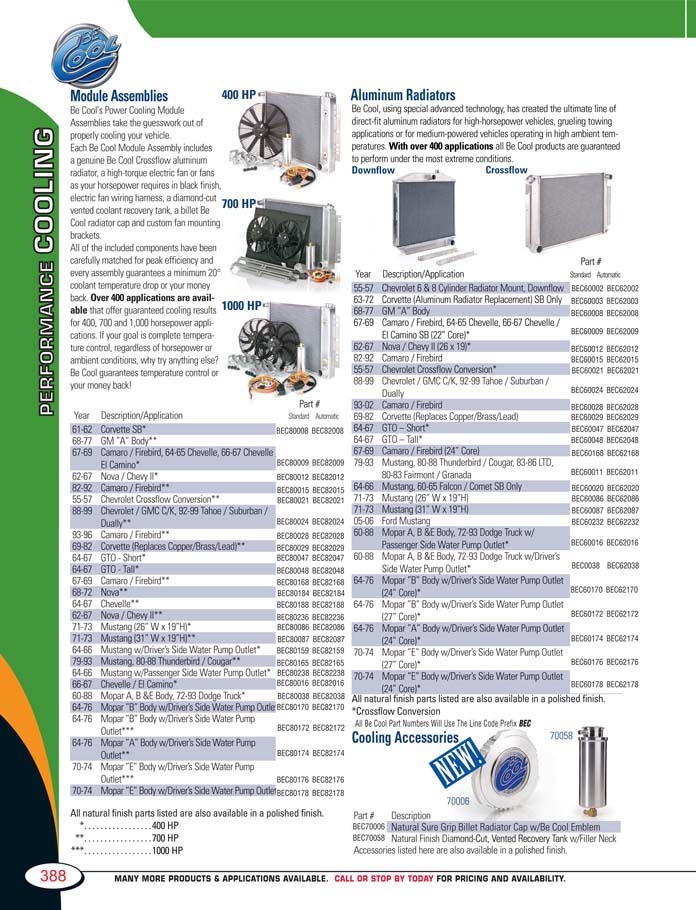 BE COOL
PERFORMANCE COOLING
Module Assemblies
Be Cool's Power Cooling Module
Assemblies take the guesswork out of
properly cooling your vehicle.
Each Be Cool Module Assembly includes
a genuine Be Cool Crossflow aluminum
radiator, a high-torque electric fan or fans
as your horsepower requires in black finish,
electric fan wiring harness, a diamond-cut
vented coolant recovery tank, a billet Be
Cool radiator cap and custom fan mounting
brackets.
All of the included components have been
carefully matched for peak efficiency and
every assembly guarantees a minimum 20°
coolant temperature drop or your money
back. Over 400 applications are avail-
able that offer guaranteed cooling results
for 400, 700 and 1,000 horsepower appli-
cations. If your goal is complete tempera-
ture control, regardless of horsepower or
ambient conditions, why try anything else?
Be Cool guarantees temperature control or
your money back!
400 HP
700 HP
1000 HP
Part #
Year Description/Application Standard Automatic
61-62 Corvette SB* BEC80008 BEC82008
68-77 GM "A" Body**
67-69 Camaro / Firebird, 64-65 Chevelle, 66-67 Chevelle
El Camino* BEC80009 BEC82009
62-67 Nova / Chevy II* BEC80012 BEC82012
82-92 Camaro / Firebird** BEC80015 BEC82015
55-57 Chevrolet Crossflow Conversion** BEC80021 BEC82021
88-99 Chevrolet / GMC C/K, 92-99 Tahoe / Suburban /
Dually** BEC80024 BEC82024
93-96 Camaro / Firebird** BEC80028 BEC82028
69-82 Corvette (Replaces Copper/Brass/Lead)** BEC80029 BEC82029
64-67 GTO - Short* BEC80047 BEC82047
64-67 GTO - Tall* BEC80048 BEC82048
67-69 Camaro / Firebird** BEC80168 BEC82168
68-72 Nova** BEC80184 BEC82184
64-67 Chevelle** BEC80188 BEC82188
62-67 Nova / Chevy II** BEC80236 BEC82236
71-73 Mustang (26" W x 19"H)* BEC80086 BEC82086
71-73 Mustang (31" W x 19"H)** BEC80087 BEC82087
64-66 Mustang w/Driver's Side Water Pump Outlet* BEC80159 BEC82159
79-93 Mustang, 80-88 Thunderbird / Cougar** BEC80165 BEC82165
64-66 Mustang w/Passenger Side Water Pump Outlet* BEC80238 BEC82238
66-67 Chevelle / El Camino* BEC80016 BEC82016
60-88 Mopar A, B &E Body, 72-93 Dodge Truck* BEC80038 BEC82038
64-76 Mopar "B" Body w/Driver's Side Water Pump Outle BEC80170 BEC82170
64-76 Mopar "B" Body w/Driver's Side Water Pump
Outlet*** BEC80172 BEC82172
64-76 Mopar "A" Body w/Driver's Side Water Pump
Outlet** BEC80174 BEC82174
70-74 Mopar "E" Body w/Driver's Side Water Pump
Outlet*** BEC80176 BEC82176
70-74 Mopar "E" Body w/Driver's Side Water Pump Outlet BEC80178 BEC82178
All natural finish parts listed are also available in a polished finish.
*.................400 HP
**.................700 HP
***.................1000 HP
Aluminum Radiators
Be Cool, using special advanced technology, has created the ultimate line of
direct-fit aluminum radiators for high-horsepower vehicles, grueling towing
applications or for medium-powered vehicles operating in high ambient tem-
peratures. With over 400 applications all Be Cool products are guaranteed
to perform under the most extreme conditions.
Downflow Crossflow
Part #
Year Description/Application Standard Automatic
55-57 Chevrolet 6 & 8 Cylinder Radiator Mount, Downflow BEC60002 BEC62002
63-72 Corvette (Aluminum Radiator Replacement) SB Only BEC60003 BEC62003
68-77 GM "A" Body BEC60008 BEC62008
67-69 Camaro / Firebird, 64-65 Chevelle, 66-67 Chevelle /
El Camino SB (22" Core)* BEC60009 BEC62009
62-67 Nova / Chevy II (26 x 19)* BEC60012 BEC62012
82-92 Camaro / Firebird BEC60015 BEC62015
55-57 Chevrolet Crossflow Conversion* BEC60021 BEC62021
88-99 Chevrolet / GMC C/K, 92-99 Tahoe / Suburban /
Dually BEC60024 BEC62024
93-02 Camaro / Firebird BEC60028 BEC62028
69-82 Corvette (Replaces Copper/Brass/Lead) BEC60029 BEC62029
64-67 GTO – Short* BEC60047 BEC62047
64-67 GTO – Tall* BEC60048 BEC62048
67-69 Camaro / Firebird (24" Core) BEC60168 BEC62168
79-93 Mustang, 80-88 Thunderbird / Cougar, 83-86 LTD,
80-83 Fairmont / Granada BEC60011 BEC62011
64-66 Mustang, 60-65 Falcon / Comet SB Only BEC60020 BEC62020
71-73 Mustang (26" W x 19"H) BEC60086 BEC62086
71-73 Mustang (31" W x 19"H) BEC60087 BEC62087
05-06 Ford Mustang BEC60232 BEC62232
60-88 Mopar A, B &E Body, 72-93 Dodge Truck w/
Passenger Side Water Pump Outlet* BEC60016 BEC62016
60-88 Mopar A, B &E Body, 72-93 Dodge Truck w/Driver's
Side Water Pump Outlet* BEC0038 BEC62038
64-76 Mopar "B" Body w/Driver's Side Water Pump Outlet
(24" Core)* BEC60170 BEC62170
64-76 Mopar "B" Body w/Driver's Side Water Pump Outlet
(27" Core)* BEC60172 BEC62172
64-76 Mopar "A" Body w/Driver's Side Water Pump Outlet
(24" Core)* BEC60174 BEC62174
70-74 Mopar "E" Body w/Driver's Side Water Pump Outlet
(27" Core)* BEC60176 BEC62176
70-74 Mopar "E" Body w/Driver's Side Water Pump Outlet
(24" Core)* BEC60178 BEC62178
All natural finish parts listed are also available in a polished finish.
*Crossflow Conversion
All Be Cool Part Numbers Will Use The Line Code Prefix BEC
Cooling Accessories
NEW!
BE COOL
70006
70058
Part # Description
BEC70006 Natural Sure Grip Billet Radiator Cap w/Be Cool Emblem
BEC70058 Natural Finish Diamond-Cut, Vented Recovery Tank w/Filler Neck
Accessories listed here are also available in a polished finish.
388
MANY MORE PRODUCTS & APPLICATIONS AVAILABLE. CALL OR STOP BY TODAY FOR PRICING AND AVAILABILITY.